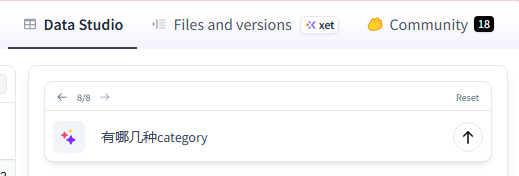 Data Studio Files and versions xet Community 18
8/8 Reset
有哪几种category